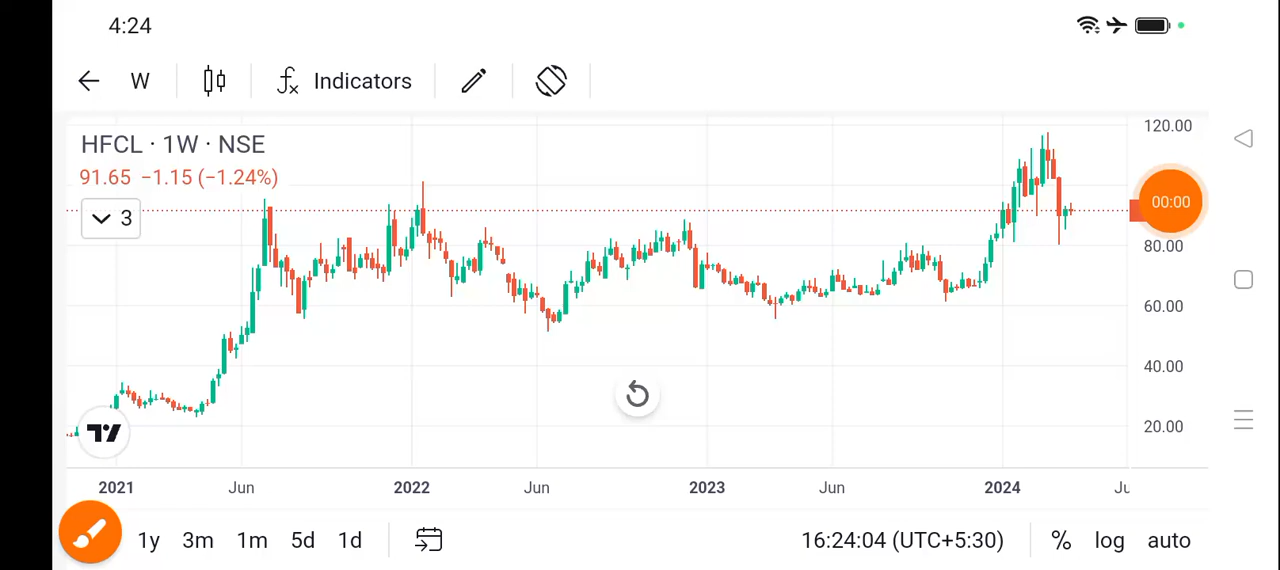 4:24
W
Indicators
HFCL · 1W · NSE
91.65 −1.15 (−1.24%)
3
120.00
00:00
80.00
60.00
40.00
20.00
2021 Jun 2022 Jun 2023 Jun 2024
1y 3m 1m 5d 1d
16:24:04 (UTC+5:30) % log auto